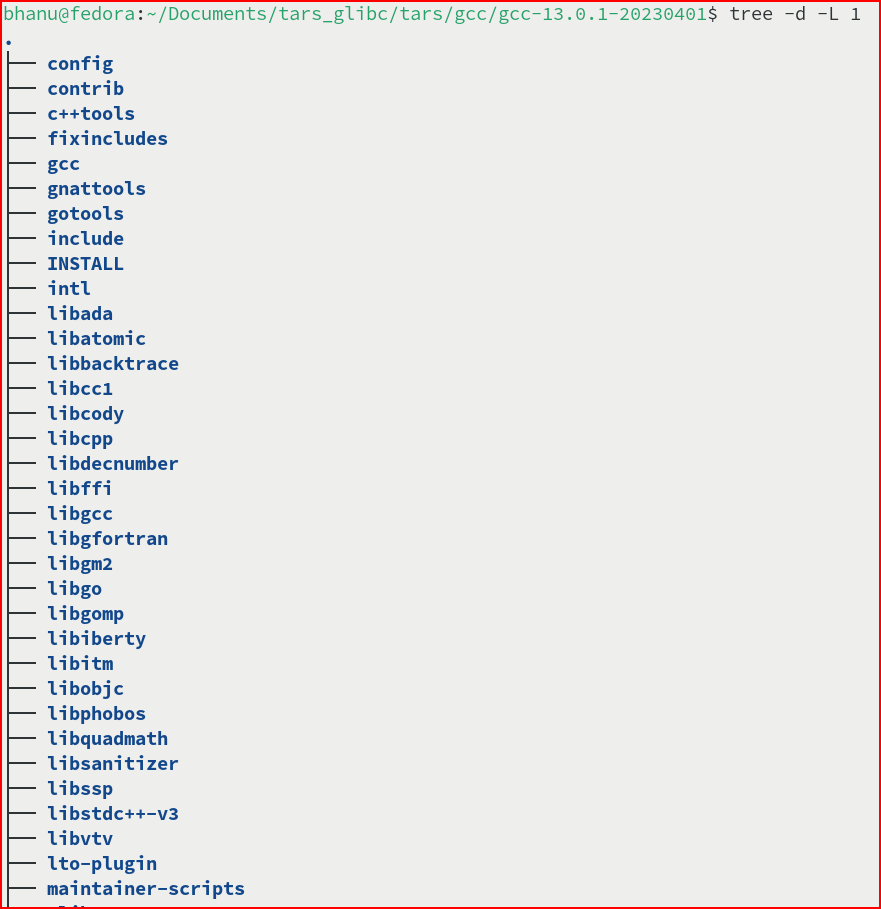 bhanu@fedora:~/Documents/tars_glibc/tars/gcc/gcc-13.0.1-20230401$ tree -d -L 1
.
├── config
├── contrib
├── c++tools
├── fixincludes
├── gcc
├── gnattools
├── gotools
├── include
├── INSTALL
├── intl
├── libada
├── libatomic
├── libbacktrace
├── libcc1
├── libcody
├── libcpp
├── libdecnumber
├── libffi
├── libgcc
├── libgfortran
├── libgm2
├── libgo
├── libgomp
├── libiberty
├── libitm
├── libobjc
├── libphobos
├── libquadmath
├── libsanitizer
├── libssp
├── libstdc++-v3
├── libvtv
├── lto-plugin
├── maintainer-scripts